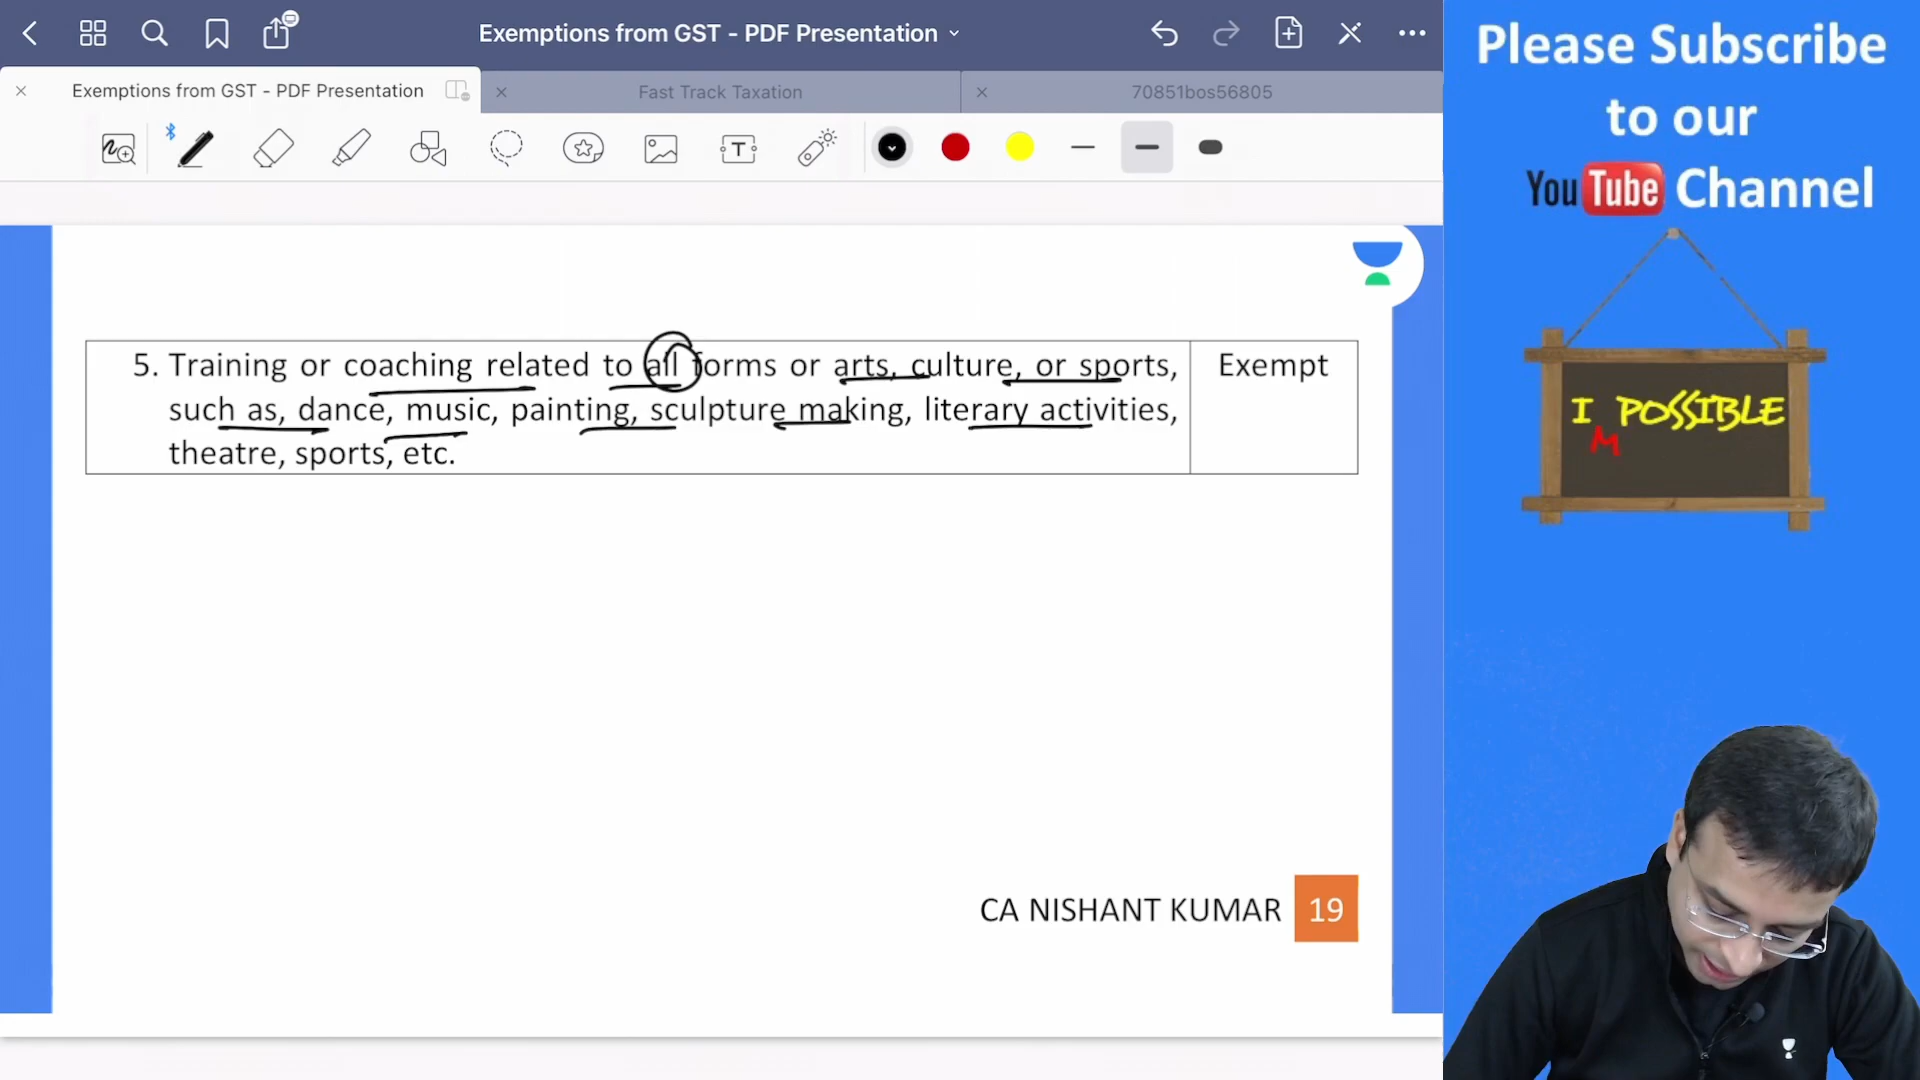 Exemptions from GST - PDF Presentation
Exemptions from GST - PDF Presentation
Fast Track Taxation
70851bos56805
T
5. Training or coaching related to all forms or arts, culture, or sports,
such as, dance, music, painting, sculpture making, literary activities,
theatre, sports, etc.
Exempt
CA NISHANT KUMAR
19
Please Subscribe
to our
YouTube Channel
I POSSIBLE
M